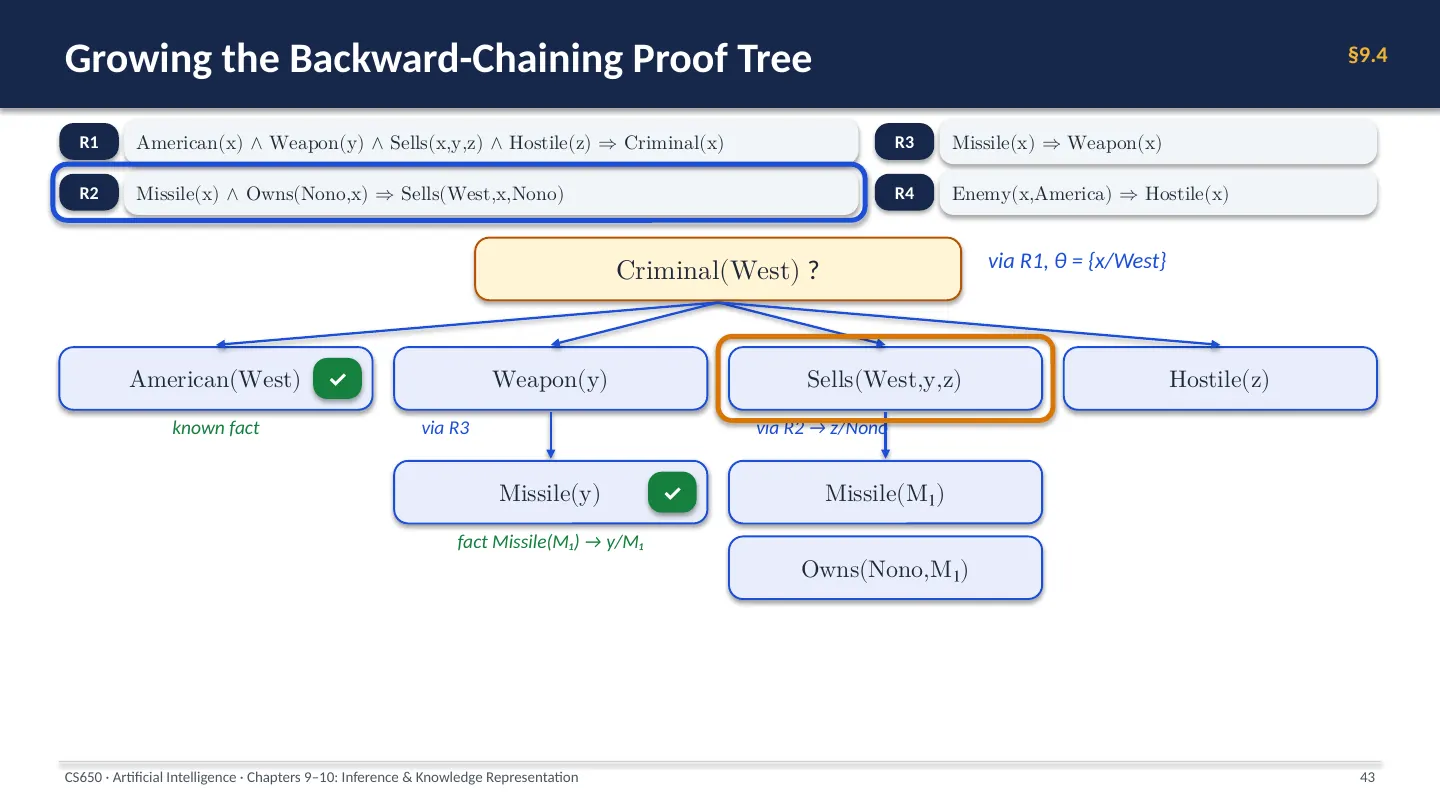 Growing the Backward-Chaining Proof Tree
§9.4
R1 American(x) ∧ Weapon(y) ∧ Sells(x,y,z) ∧ Hostile(z) ⇒ Criminal(x)
R3 Missile(x) ⇒ Weapon(x)
R2 Missile(x) ∧ Owns(Nono,x) ⇒ Sells(West,x,Nono)
R4 Enemy(x,America) ⇒ Hostile(x)
Criminal(West) ?
via R1, θ = {x/West}
American(West) ✓
Weapon(y)
Sells(West,y,z)
Hostile(z)
known fact
via R3
via R2 → z/Nono
Missile(y) ✓
Missile(M₁)
fact Missile(M₁) → y/M₁
Owns(Nono,M₁)
CS650 · Artificial Intelligence · Chapters 9–10: Inference & Knowledge Representation
43